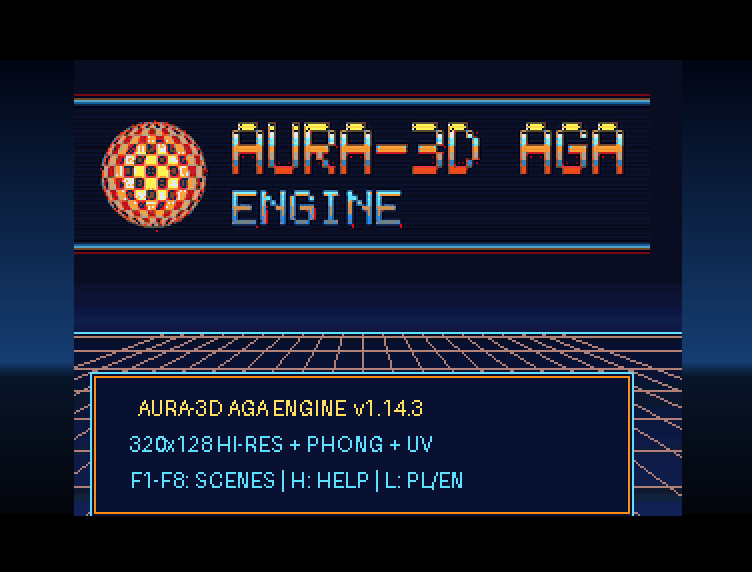 AURA-3D AGA
ENGINE
AURA-3D AGA ENGINE v1.14.3
320x128 HI-RES + PHONG + UV
F1-F8: SCENES | H: HELP | L: PL/EN